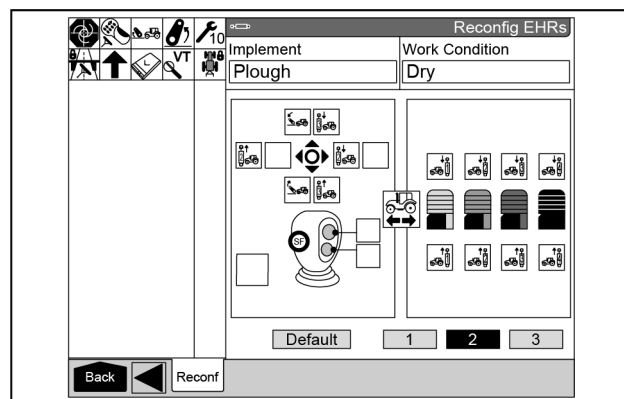 Reconfig EHRs
10
VT
Implement
Work Condition
Plough
Dry
SF
Default
1
2
3
Back
Reconf